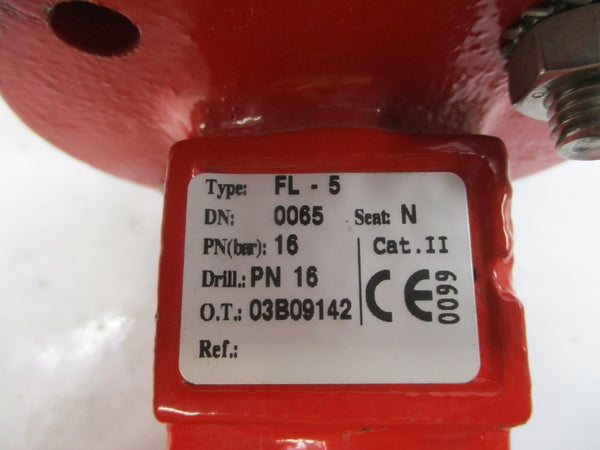 Type: FL - 5
DN: 0065 Seat: N
PN(bar): 16 Cat.II
Drill.: PN 16 CE 0099
O.T.: 03B09142
Ref.: